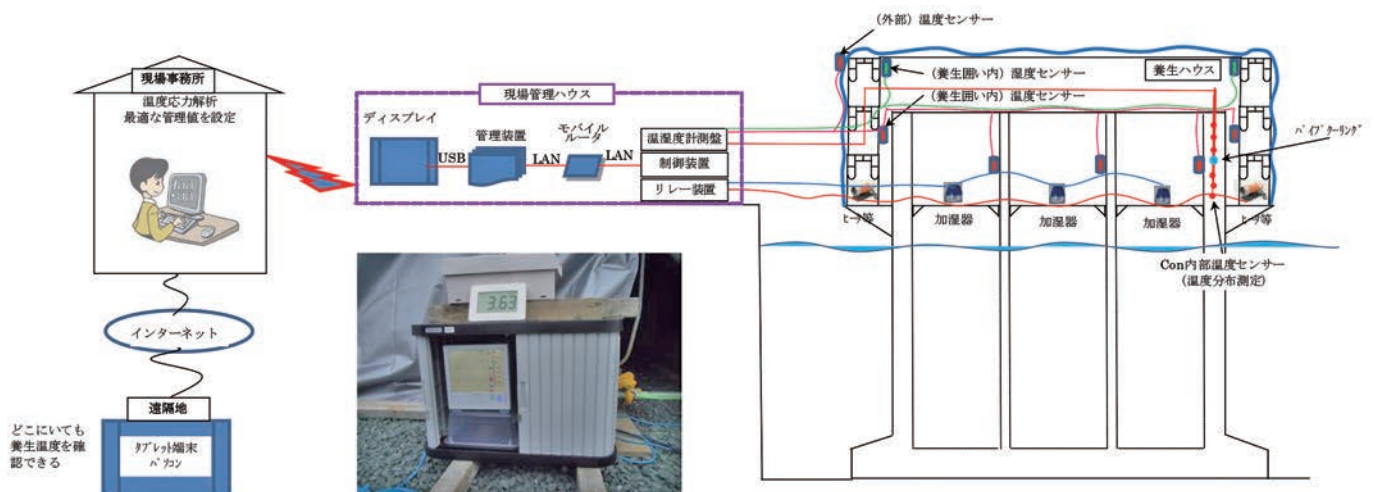 現場事務所
温度応力解析
最適な管理値を設定
インターネット
遠隔地
どこにいても
養生温度を確
認できる
ﾀﾌﾞﾚｯﾄ端末
ﾊﾟｿｺﾝ
現場管理ハウス
ディスプレイ
USB
管理装置
LAN
モバイル
ルータ
LAN
温湿度計測盤
制御装置
リレー装置
3.63
(外部) 温度センサー
(養生囲い内) 湿度センサー
(養生囲い内) 温度センサー
養生ハウス
ﾊﾟｲﾌﾟｸｰﾘﾝｸﾞ
ﾋｰﾀ等
加湿器
加湿器
加湿器
ﾋｰﾀ等
Con内部温度センサー
(温度分布測定)